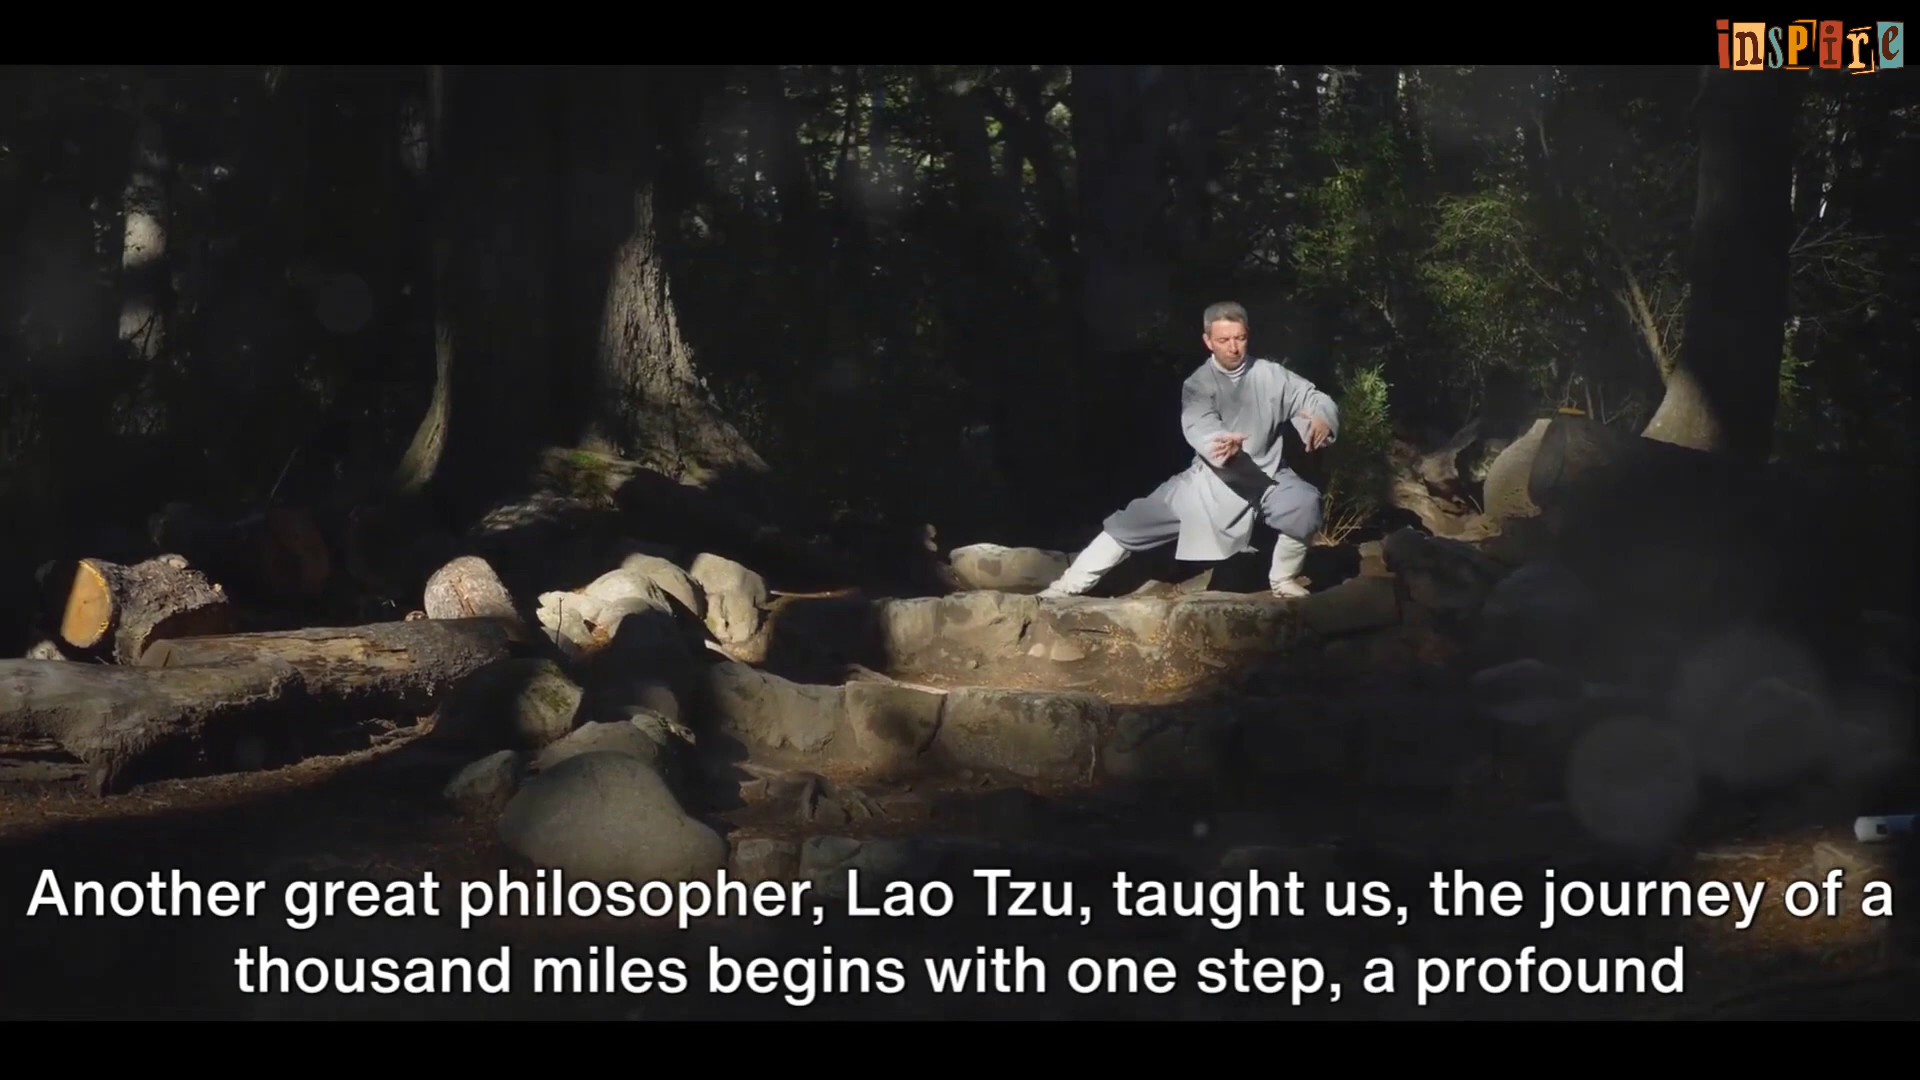 inspire
Another great philosopher, Lao Tzu, taught us, the journey of a
thousand miles begins with one step, a profound